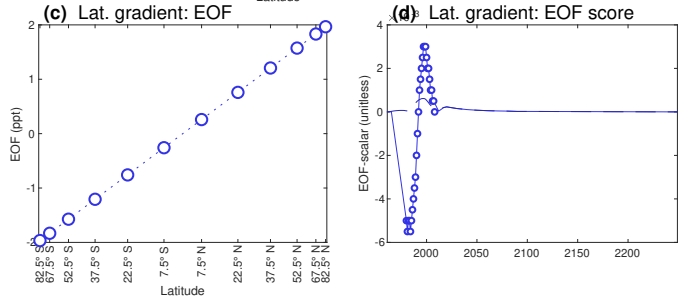 (c) Lat. gradient: EOF
EOF (ppt)
2
1
0
-1
-2
82.5° S
67.5° S
52.5° S
37.5° S
22.5° S
7.5° S
7.5° N
22.5° N
37.5° N
52.5° N
67.5° N
82.5° N
Latitude
(d) Lat. gradient: EOF score
EOF-scalar (unitless)
4
2
0
-2
-4
-6
2000
2050
2100
2150
2200